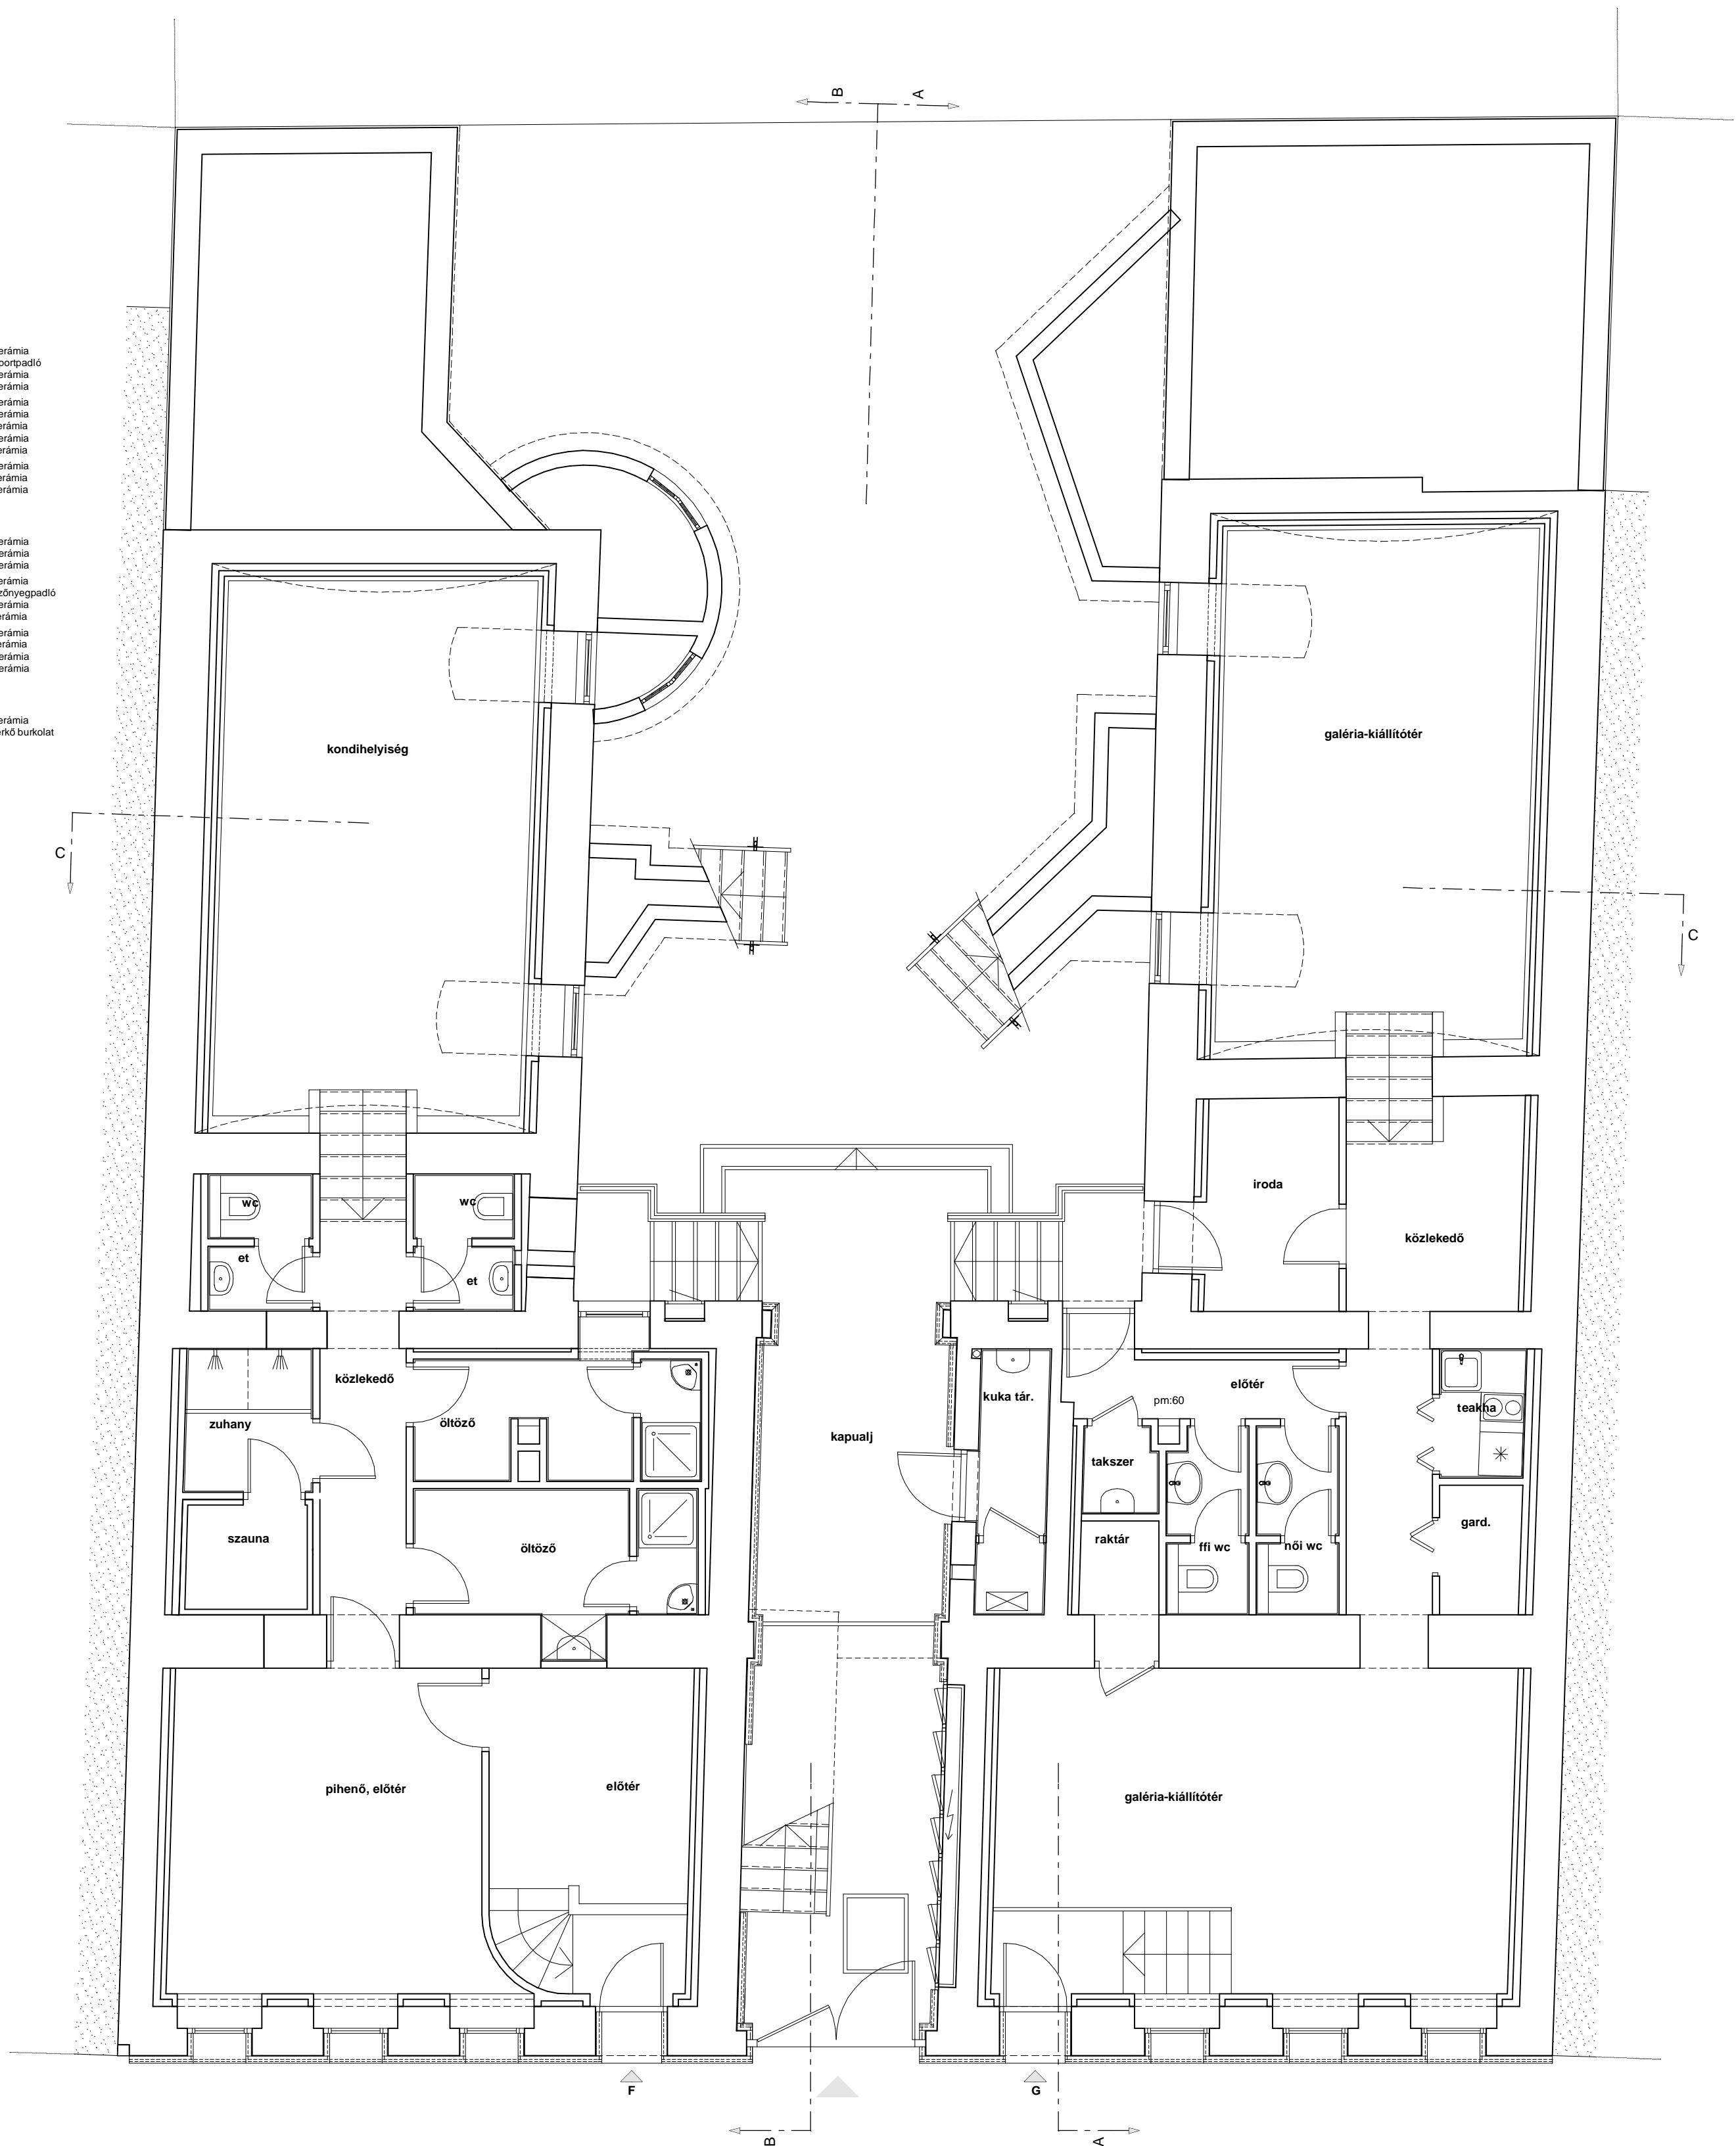 B
A
erámia
portpadló
erámia
erámia
erámia
erámia
erámia
erámia
erámia
erámia
erámia
erámia
erámia
erámia
erámia
erámia
zőnyegpadló
erámia
erámia
erámia
erámia
erámia
erámia
erámia
érkő burkolat
kondihelyiség
galéria-kiállítótér
C
C
wc
wc
et
et
iroda
közlekedő
közlekedő
zuhany
öltöző
kapualj
kuka tár.
előtér
pm:60
teakha
takszer
szauna
öltöző
raktár
ffi wc
női wc
gard.
pihenő, előtér
előtér
galéria-kiállítótér
F
G
B
A